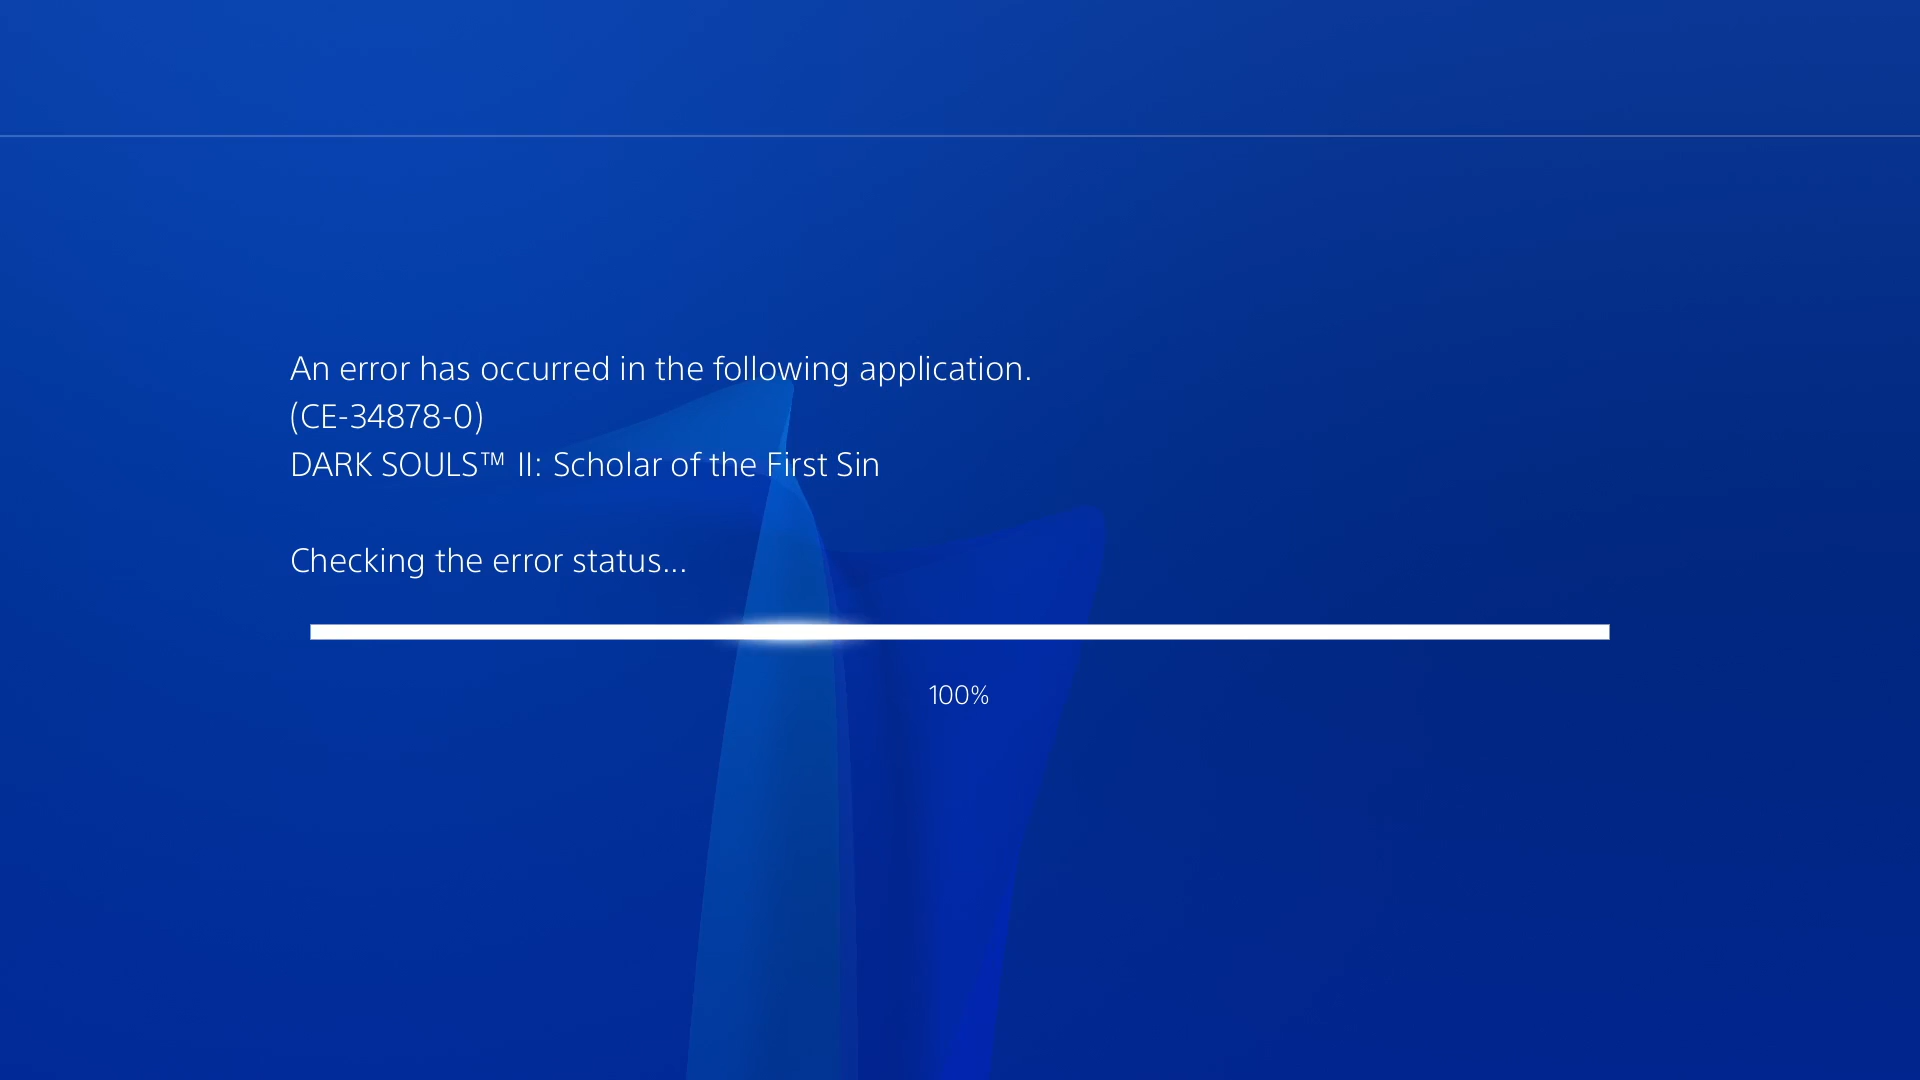 An error has occurred in the following application.
(CE-34878-0)
DARK SOULS™ II: Scholar of the First Sin
Checking the error status...
100%